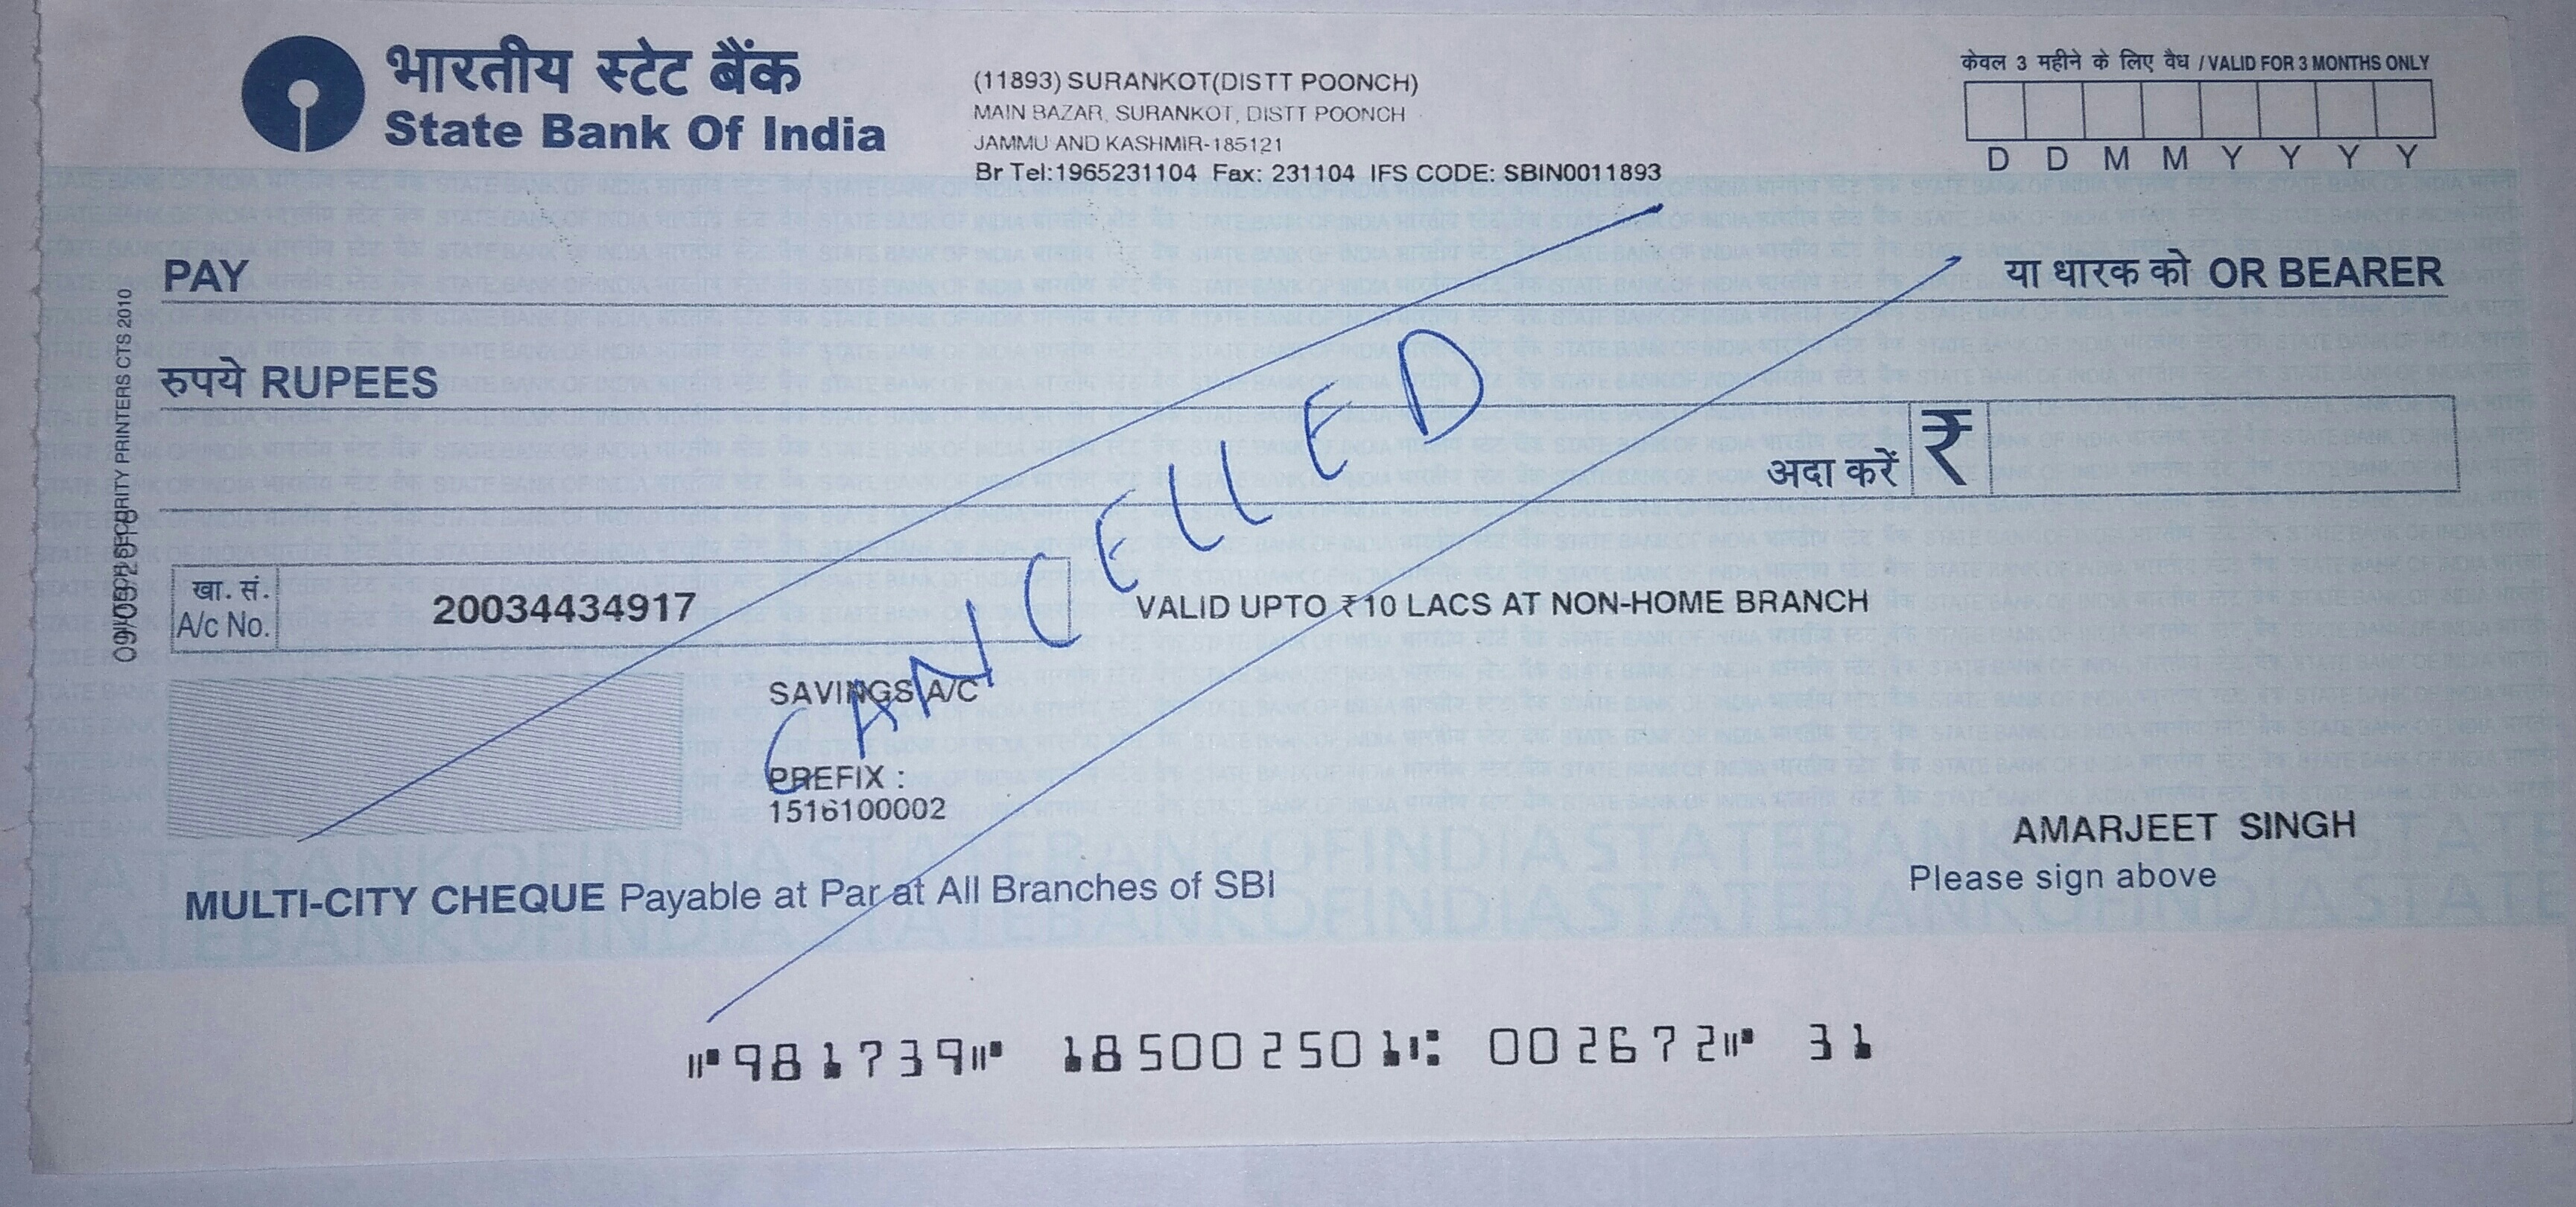 भारतीय स्टेट बैंक
State Bank Of India
(11893) SURANKOT(DISTT POONCH)
MAIN BAZAR, SURANKOT, DISTT POONCH
JAMMU AND KASHMIR-185121
Br Tel:1965231104 Fax: 231104 IFS CODE: SBIN0011893
केवल 3 महीने के लिए वैध / VALID FOR 3 MONTHS ONLY
D D M M Y Y Y Y
PAY
या धारक को OR BEARER
रुपये RUPEES
अदा करें ₹
खा. सं.
A/c No.
20034434917
VALID UPTO ₹ 10 LACS AT NON-HOME BRANCH
CANCELLED
SAVINGS A/C
PREFIX :
1516100002
AMARJEET SINGH
Please sign above
MULTI-CITY CHEQUE Payable at Par at All Branches of SBI
⑈981739⑈ 185002501⑆ 002672⑈ 31
SECURITY PRINTERS CTS 2010